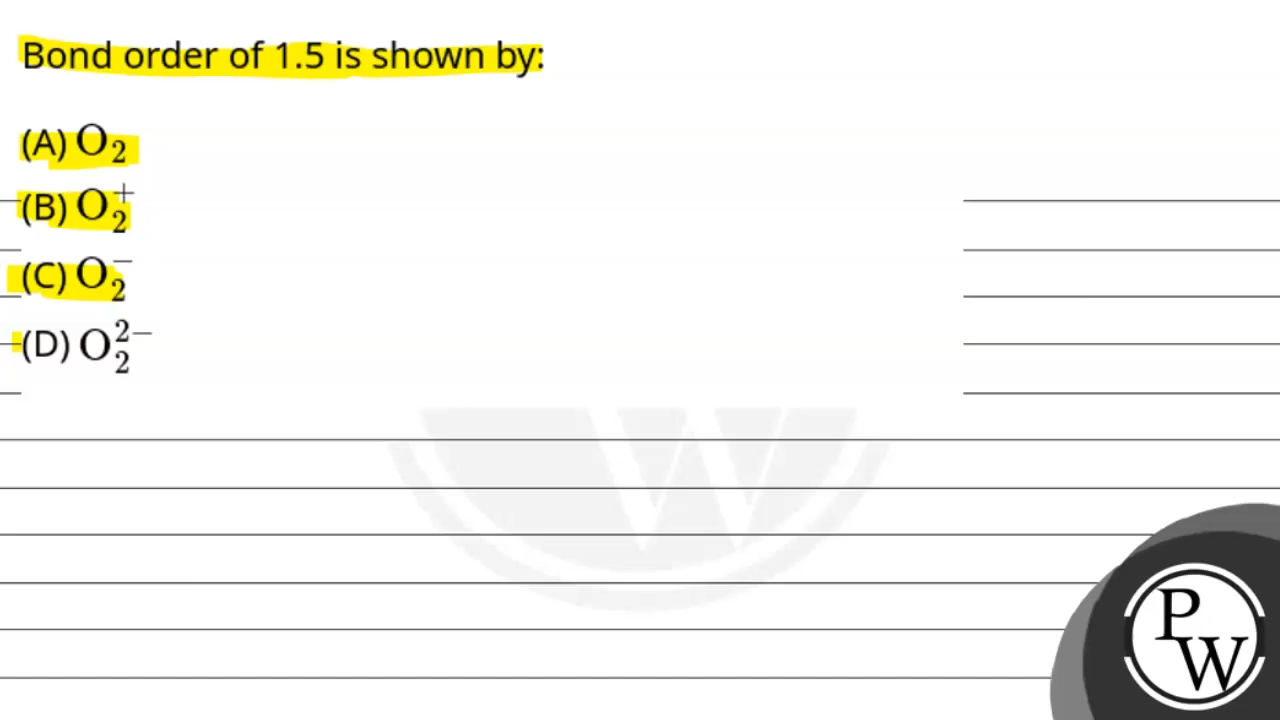 Bond order of 1.5 is shown by:
(A) O₂
(B) O₂⁺
(C) O₂⁻
(D) O₂²⁻
W
PW